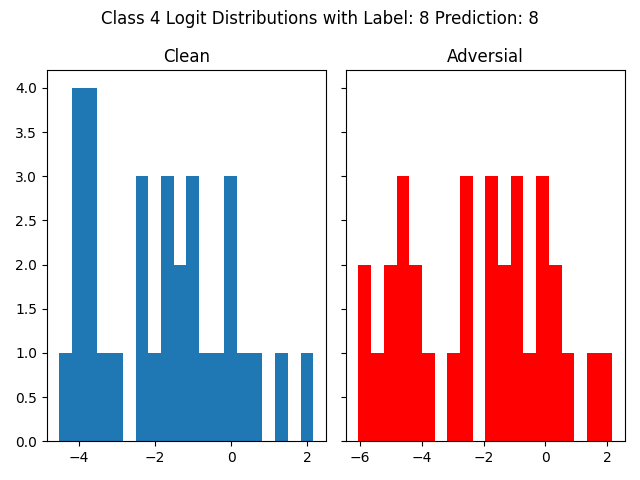 Class 4 Logit Distributions with Label: 8 Prediction: 8
Clean
Adversial
4.0
3.5
3.0
2.5
2.0
1.5
1.0
0.5
0.0
−4 −2 0 2
−6 −4 −2 0 2